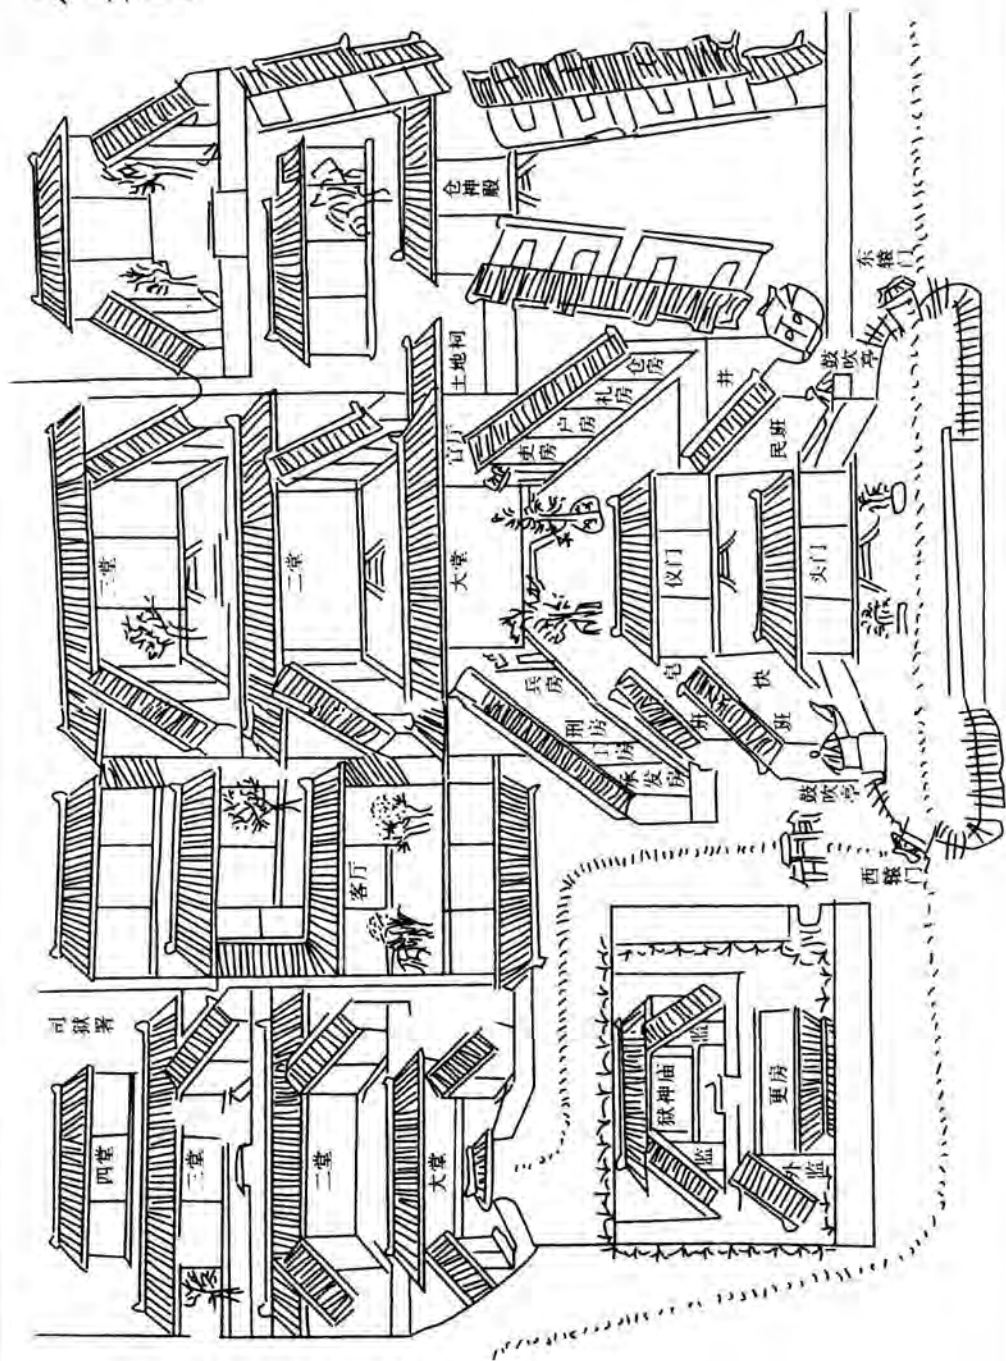 仓神殿
东辕门
土地祠
官厅
吏房
户房
礼房
仓房
井
鼓吹亭
民班
三堂
二堂
大堂
仪门
头门
兵房
刑房
工房
承发房
皂班
快班
鼓吹亭
西辕门
客厅
司狱署
四堂
三堂
二堂
大堂
狱神庙
监
监
更房
外监